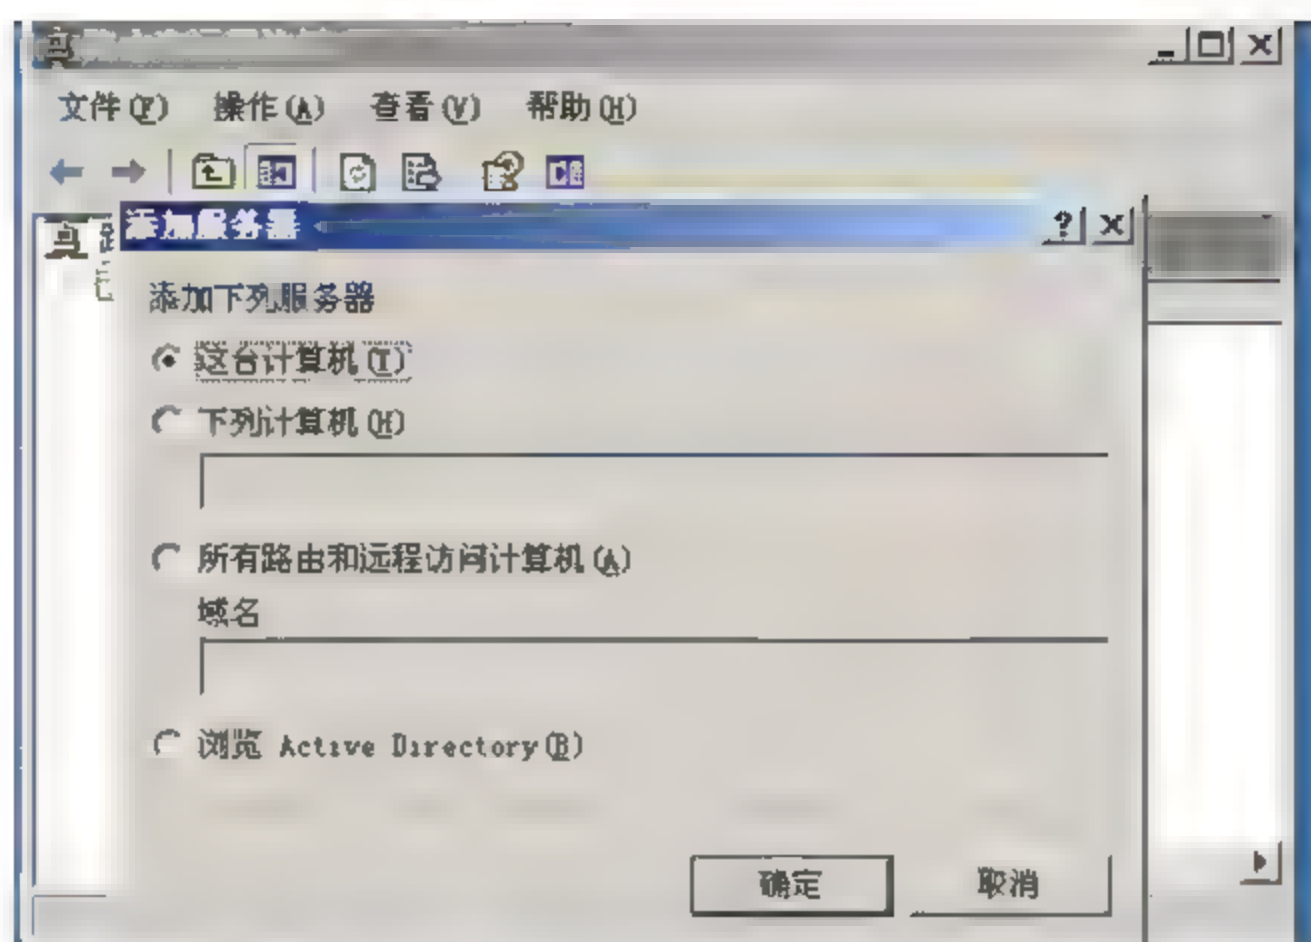 文件(F) 操作(A) 查看(V) 帮助(H)
添加服务器
添加下列服务器
这台计算机(T)
下列计算机(H)
所有路由和远程访问计算机(A)
域名
浏览 Active Directory(B)
确定 取消